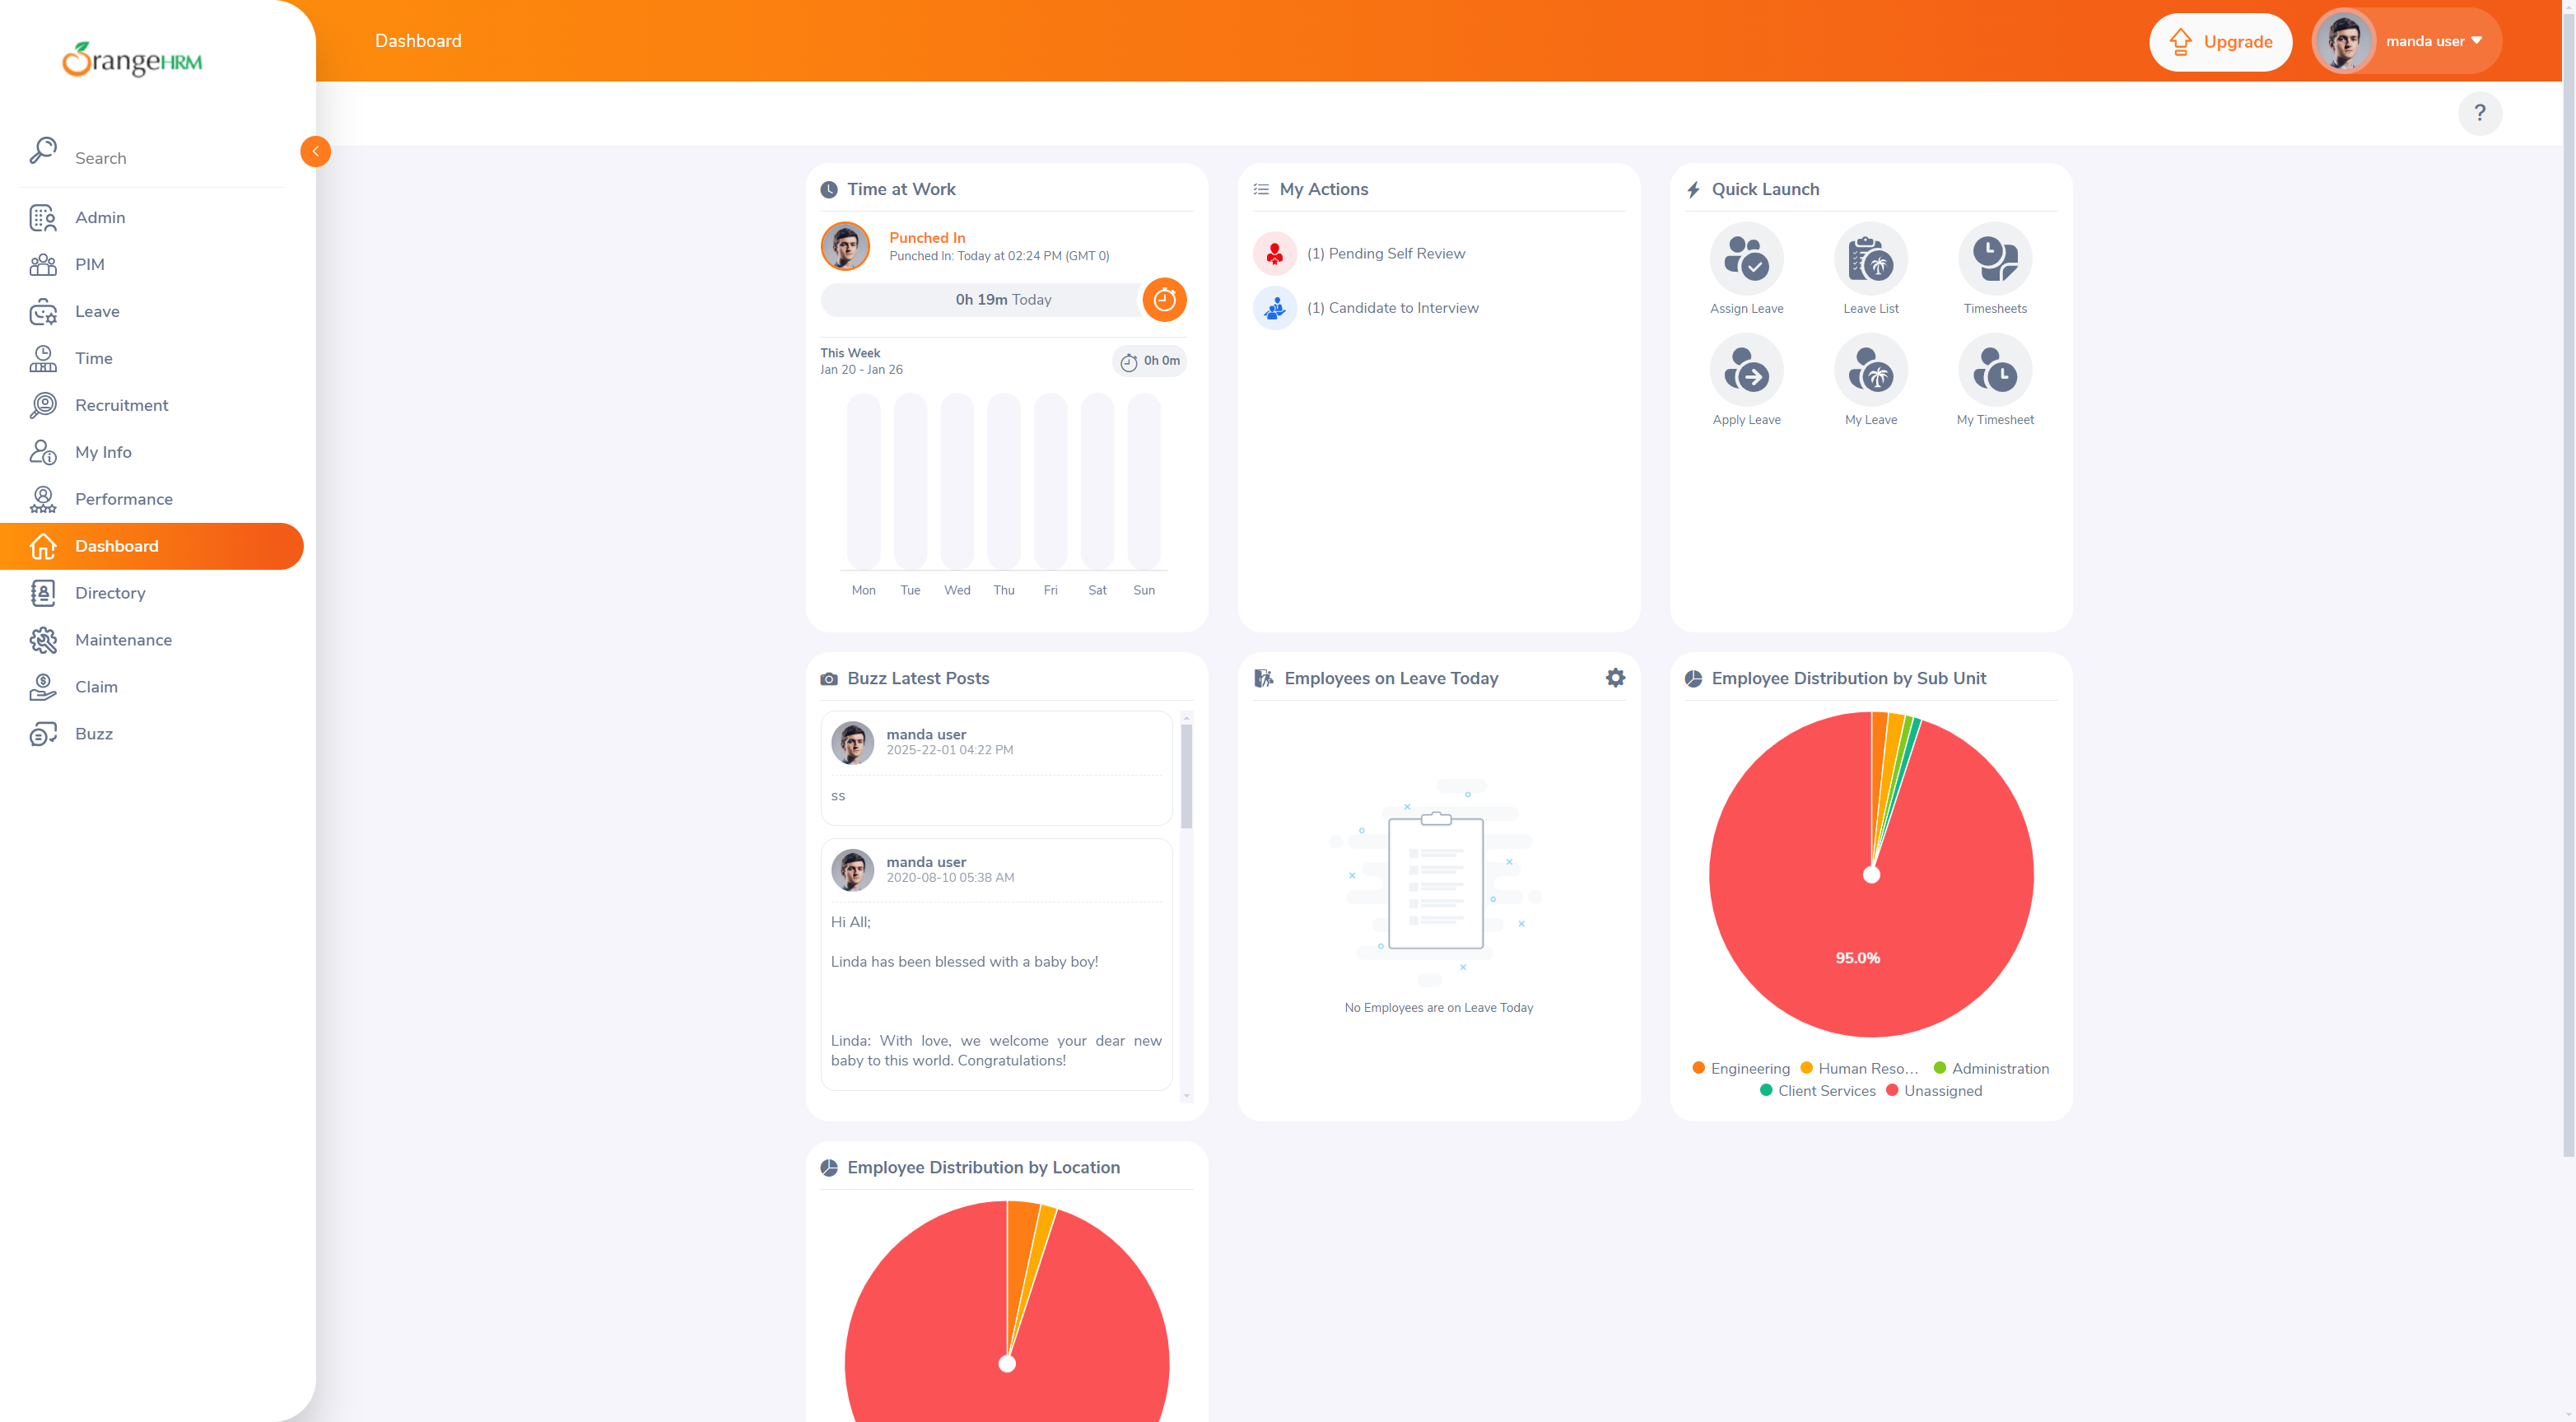 OrangeHRM
Search
Admin
PIM
Leave
Time
Recruitment
My Info
Performance
Dashboard
Directory
Maintenance
Claim
Buzz
Dashboard
Upgrade
manda user
?
Time at Work
Punched In
Punched In: Today at 02:24 PM (GMT 0)
0h 19m Today
This Week
Jan 20 - Jan 26
0h 0m
Mon Tue Wed Thu Fri Sat Sun
My Actions
(1) Pending Self Review
(1) Candidate to Interview
Quick Launch
Assign Leave Leave List Timesheets
Apply Leave My Leave My Timesheet
Buzz Latest Posts
manda user
2025-22-01 04:22 PM
ss
manda user
2020-08-10 05:38 AM
Hi All;
Linda has been blessed with a baby boy!
Linda: With love, we welcome your dear new
baby to this world. Congratulations!
Employees on Leave Today
No Employees are on Leave Today
Employee Distribution by Sub Unit
95.0%
Engineering Human Reso... Administration
Client Services Unassigned
Employee Distribution by Location